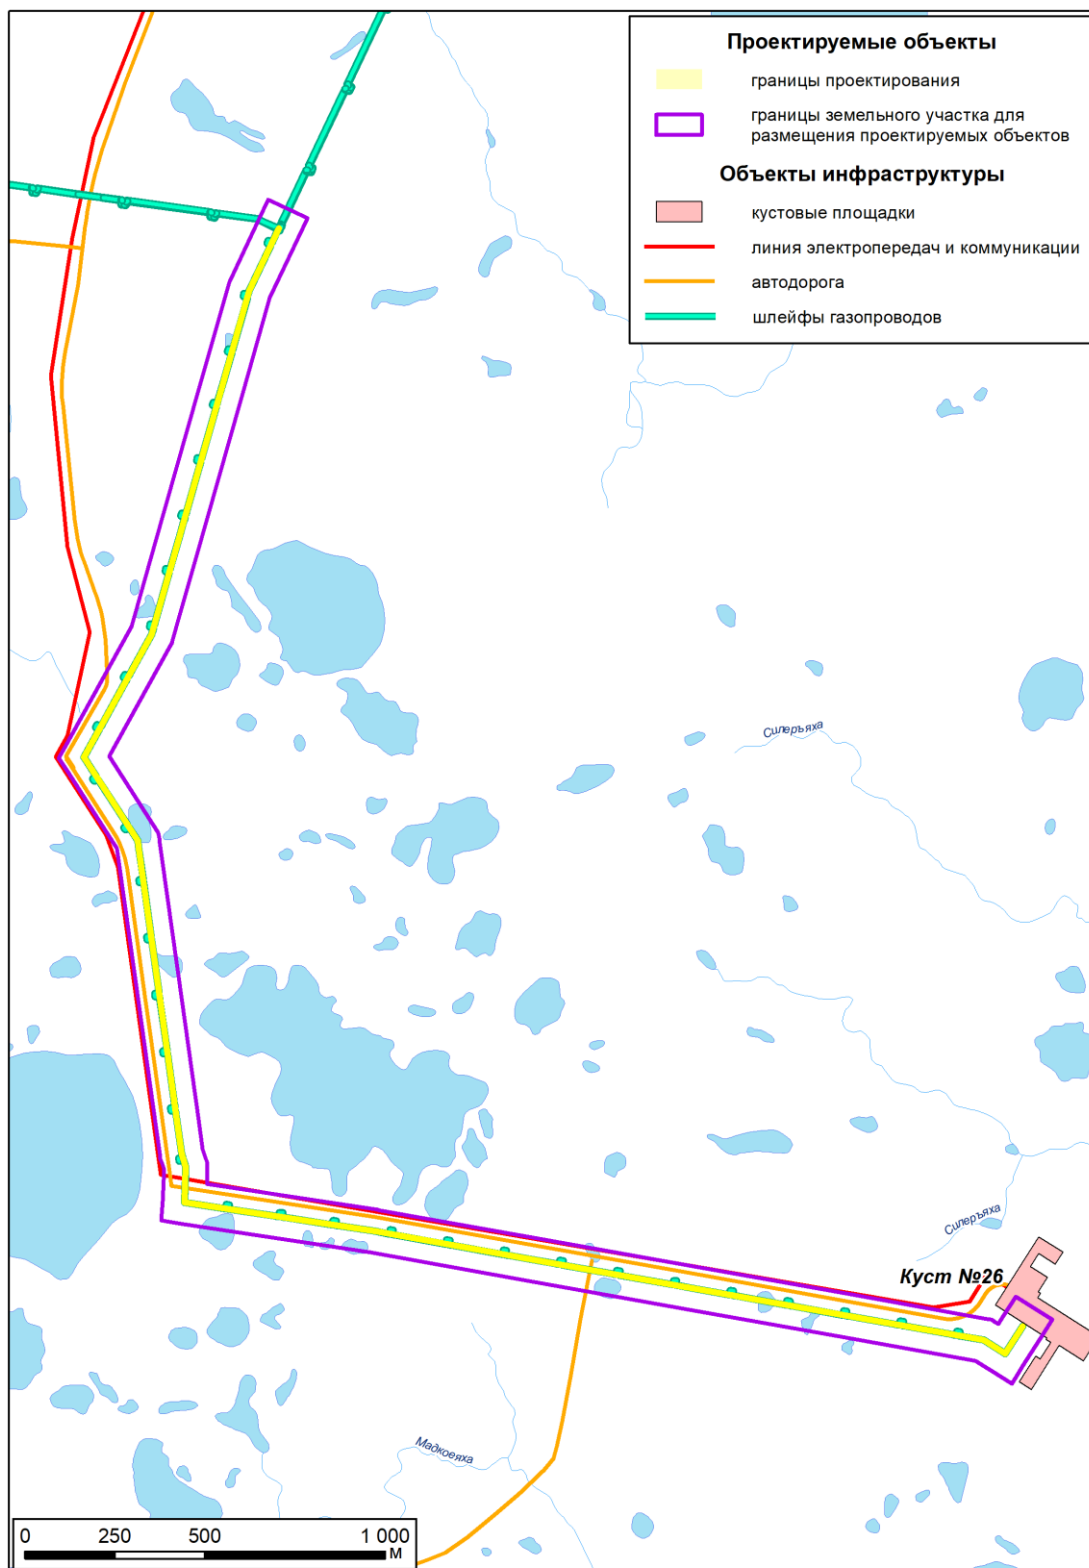 Проектируемые объекты
границы проектирования
границы земельного участка для
размещения проектируемых объектов
Объекты инфраструктуры
кустовые площадки
линия электропередач и коммуникации
автодорога
шлейфы газопроводов
Силеръяха
Силеръяха
Куст №26
Мадкоеяха
0 250 500 1 000
М